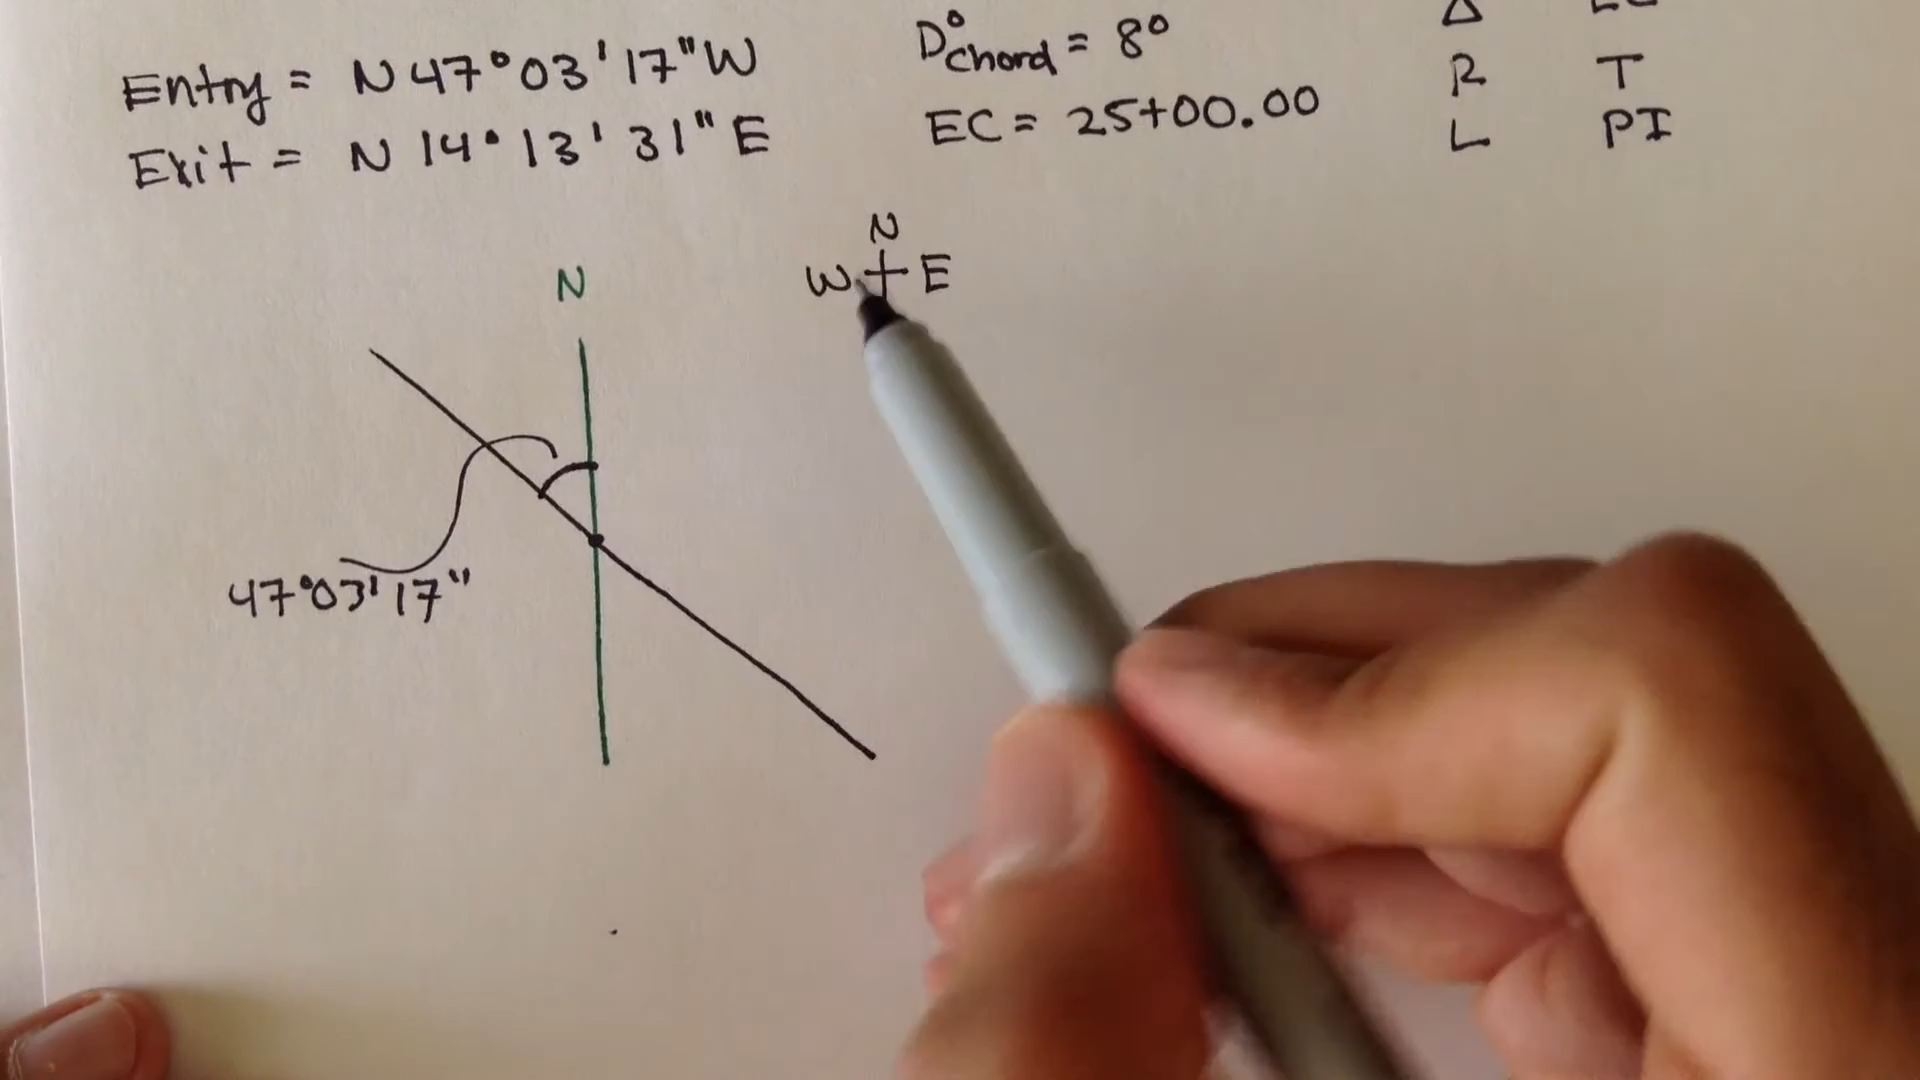 Entry = N 47°03'17"W
Exit = N 14°13'31"E
D°chord = 8°
EC = 25+00.00
Δ
R T
L PI
N
W E
N
47°03'17"